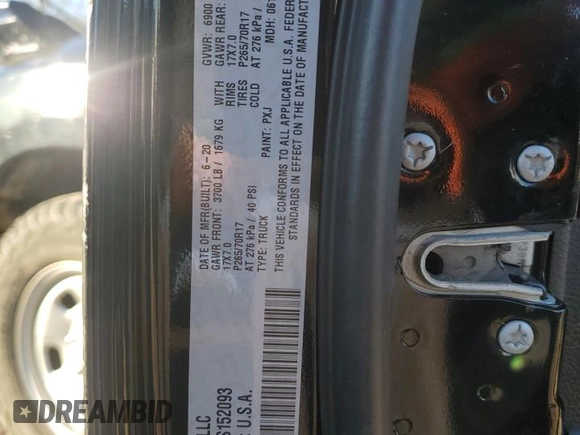 LLC
S152093
U.S.A.
DATE OF MFR(BUILT): 6-20
GAWR FRONT: 3700 LB / 1679 KG
17X7.0
P265/70R17
AT 276 kPa / 40 PSI
TYPE: TRUCK
PAINT: PXJ
WITH
RIMS
TIRES
COLD
GVWR: 6900
GAWR REAR:
17X7.0
P265/70R17
AT 276 kPa /
MDH: 061
THIS VEHICLE CONFORMS TO ALL APPLICABLE U.S.A. FEDER
STANDARDS IN EFFECT ON THE DATE OF MANUFACT
DREAMBID